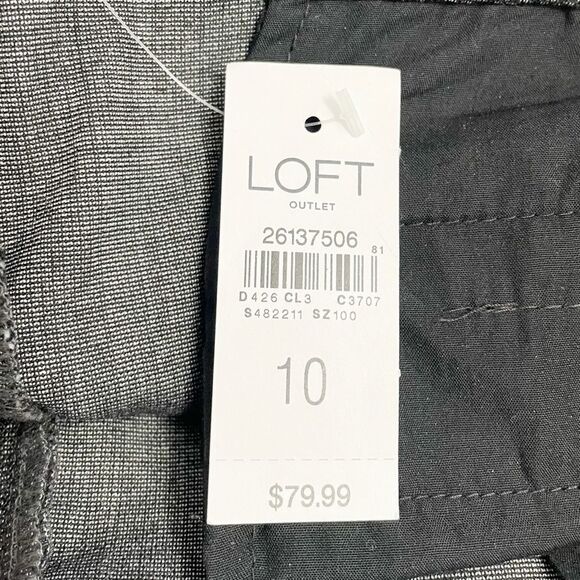 LOFT
OUTLET
26137506
81
D426 CL3 C3707
S482211 SZ100
10
$79.99